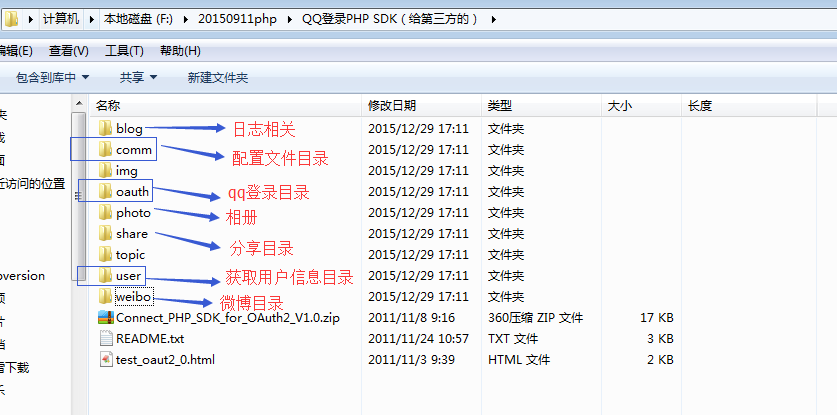 计算机 本地磁盘 (F:) 20150911php QQ登录PHP SDK（给第三方的）
编辑(E) 查看(V) 工具(T) 帮助(H)
包含到库中 共享 新建文件夹
名称 修改日期 类型 大小 长度
blog 日志相关 2015/12/29 17:11 文件夹
comm 配置文件目录 2015/12/29 17:11 文件夹
img 2015/12/29 17:11 文件夹
近访问的位置
oauth qq登录目录 2015/12/29 17:11 文件夹
photo 相册 2015/12/29 17:11 文件夹
share 分享目录 2015/12/29 17:11 文件夹
topic 2015/12/29 17:11 文件夹
oversion
user 获取用户信息目录 2015/12/29 17:11 文件夹
weibo 微博目录 2015/12/29 17:11 文件夹
Connect_PHP_SDK_for_OAuth2_V1.0.zip 2011/11/8 9:16 360压缩 ZIP 文件 17 KB
README.txt 2011/11/24 10:57 TXT 文件 3 KB
test_oaut2_0.html 2011/11/3 9:39 HTML 文件 2 KB
雷下载